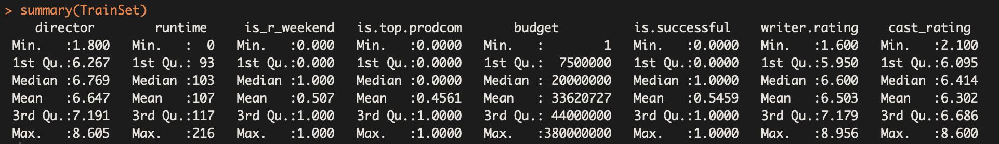 > summary(TrainSet)
    director        runtime     is_r_weekend   is.top.prodcom       budget          is.successful    writer.rating    cast_rating
 Min.   :1.800   Min.   :  0   Min.   :0.000   Min.   :0.0000   Min.   :        1   Min.   :0.0000   Min.   :1.600   Min.   :2.100
 1st Qu.:6.267   1st Qu.: 93   1st Qu.:0.000   1st Qu.:0.0000   1st Qu.:  7500000   1st Qu.:0.0000   1st Qu.:5.950   1st Qu.:6.095
 Median :6.769   Median :103   Median :1.000   Median :0.0000   Median : 20000000   Median :1.0000   Median :6.600   Median :6.414
 Mean   :6.647   Mean   :107   Mean   :0.507   Mean   :0.4561   Mean   : 33620727   Mean   :0.5459   Mean   :6.503   Mean   :6.302
 3rd Qu.:7.191   3rd Qu.:117   3rd Qu.:1.000   3rd Qu.:1.0000   3rd Qu.: 44000000   3rd Qu.:1.0000   3rd Qu.:7.179   3rd Qu.:6.686
 Max.   :8.605   Max.   :216   Max.   :1.000   Max.   :1.0000   Max.   :380000000   Max.   :1.0000   Max.   :8.956   Max.   :8.600